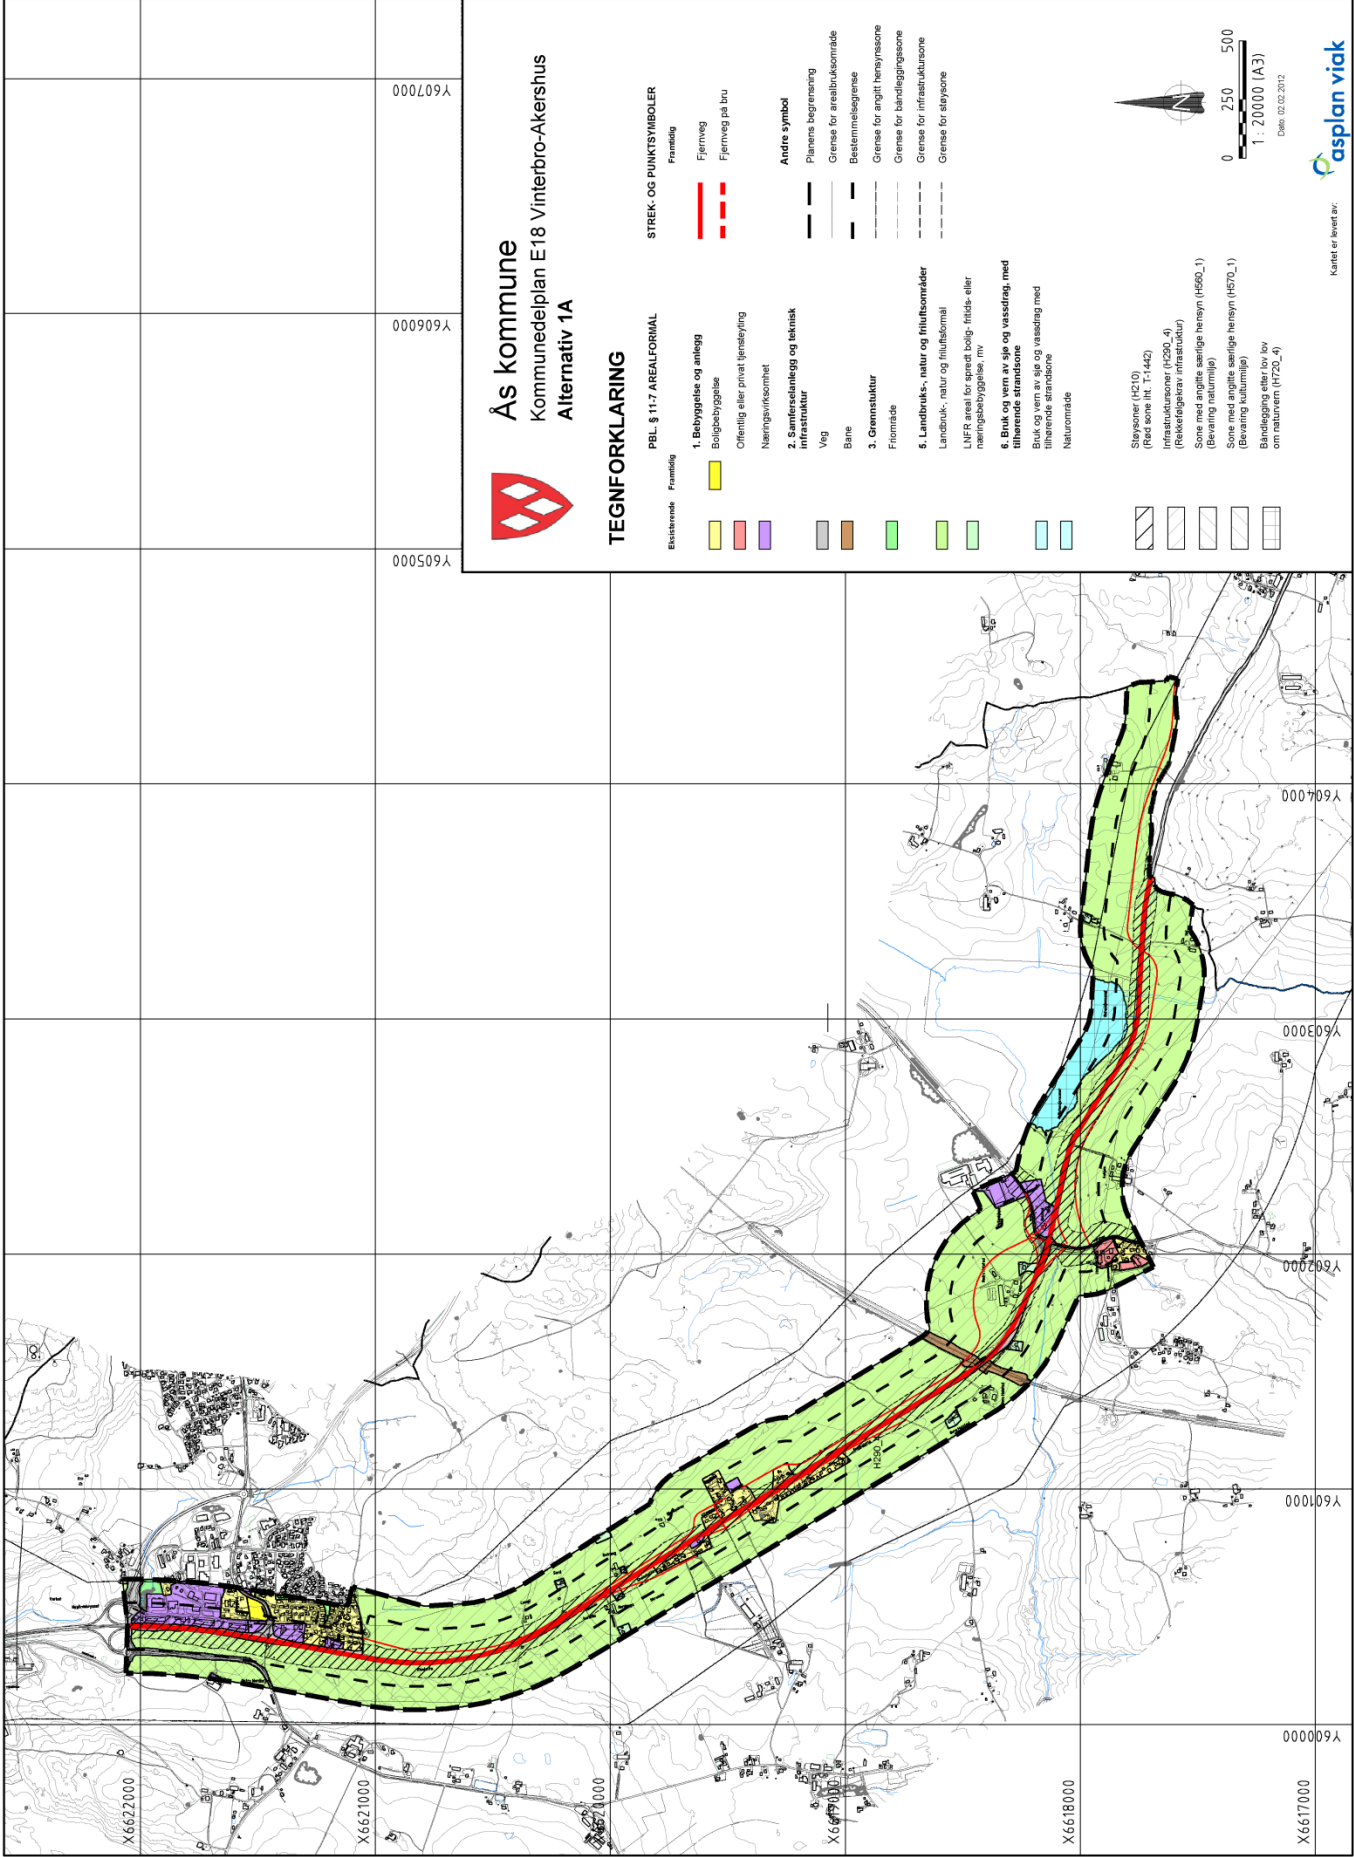 Ås kommune
Kommunedelplan E18 Vinterbro-Akershus
Alternativ 1A
TEGNFORKLARING
PBL. § 11-7 AREALFORMÅL
Eksisterende
Framtidig
1. Bebyggelse og anlegg
Boligbebyggelse
Offentlig eller privat tjensteyting
Næringsvirksomhet
2. Samferselanlegg og teknisk
infrastruktur
Veg
Bane
3. Grønnstuktur
Friområde
5. Landbruks-, natur og friluftsområder
Landbruk-, natur og friluftsformål
LNFR areal for spredt bolig- fritids- eller
næringsbebyggelse, mv
6. Bruk og vern av sjø og vassdrag, med
tilhørende strandsone
Bruk og vern av sjø og vassdrag med
tilhørende strandsone
Naturområde
Støysoner (H210)
(Rød sone iht. T-1442)
Infrastruktursoner (H290_4)
(Rekkefølgekrav infrastruktur)
Sone med angitte særlige hensyn (H560_1)
(Bevaring naturmiljø)
Sone med angitte særlige hensyn (H570_1)
(Bevaring kulturmiljø)
Båndlegging etter lov lov
om naturvern (H720_4)
STREK- OG PUNKTSYMBOLER
Framtidig
Fjernveg
Fjernveg på bru
Andre symbol
Planens begrensning
Grense for arealbruksområde
Bestemmelsegrense
Grense for angitt hensynssone
Grense for båndleggingssone
Grense for infrastruktursone
Grense for støysone
N
0 250 500
1 : 20000 (A3)
Dato: 02.02.2012
Kartet er levert av:
asplan viak
Y607000
Y606000
Y605000
Y604000
Y603000
Y602000
Y601000
Y600000
X6622000
X6621000
X6620000
X6619000
X6618000
X6617000
H290